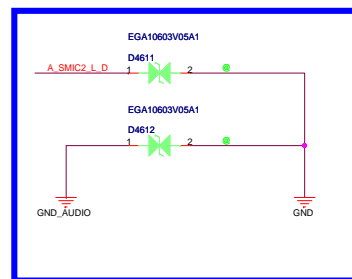 EGA10603V05A1
D4611
A_SMIC2_L_D
1
2
@
EGA10603V05A1
D4612
1
2
@
GND_AUDIO
GND